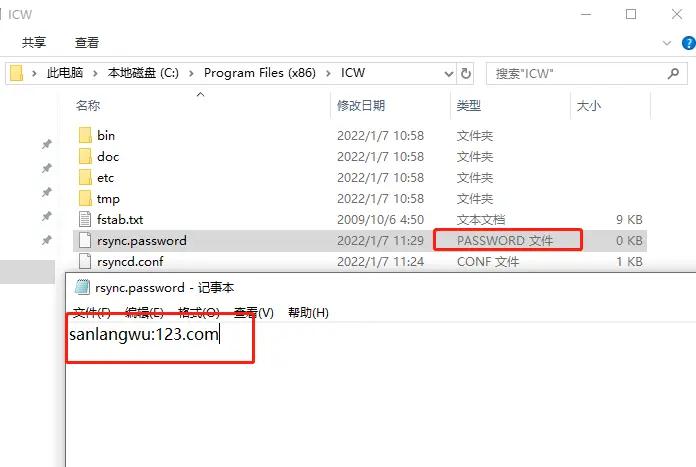 ICW
共享 查看
此电脑 本地磁盘 (C:) Program Files (x86) ICW 搜索"ICW"
名称 修改日期 类型 大小
bin 2022/1/7 10:58 文件夹
doc 2022/1/7 10:58 文件夹
etc 2022/1/7 10:58 文件夹
tmp 2022/1/7 10:58 文件夹
fstab.txt 2009/10/6 4:50 文本文档 9 KB
rsync.password 2022/1/7 11:29 PASSWORD 文件 0 KB
rsyncd.conf 2022/1/7 11:24 CONF 文件 1 KB
rsync.password - 记事本
文件(F) 编辑(E) 格式(O) 查看(V) 帮助(H)
sanlangwu:123.com